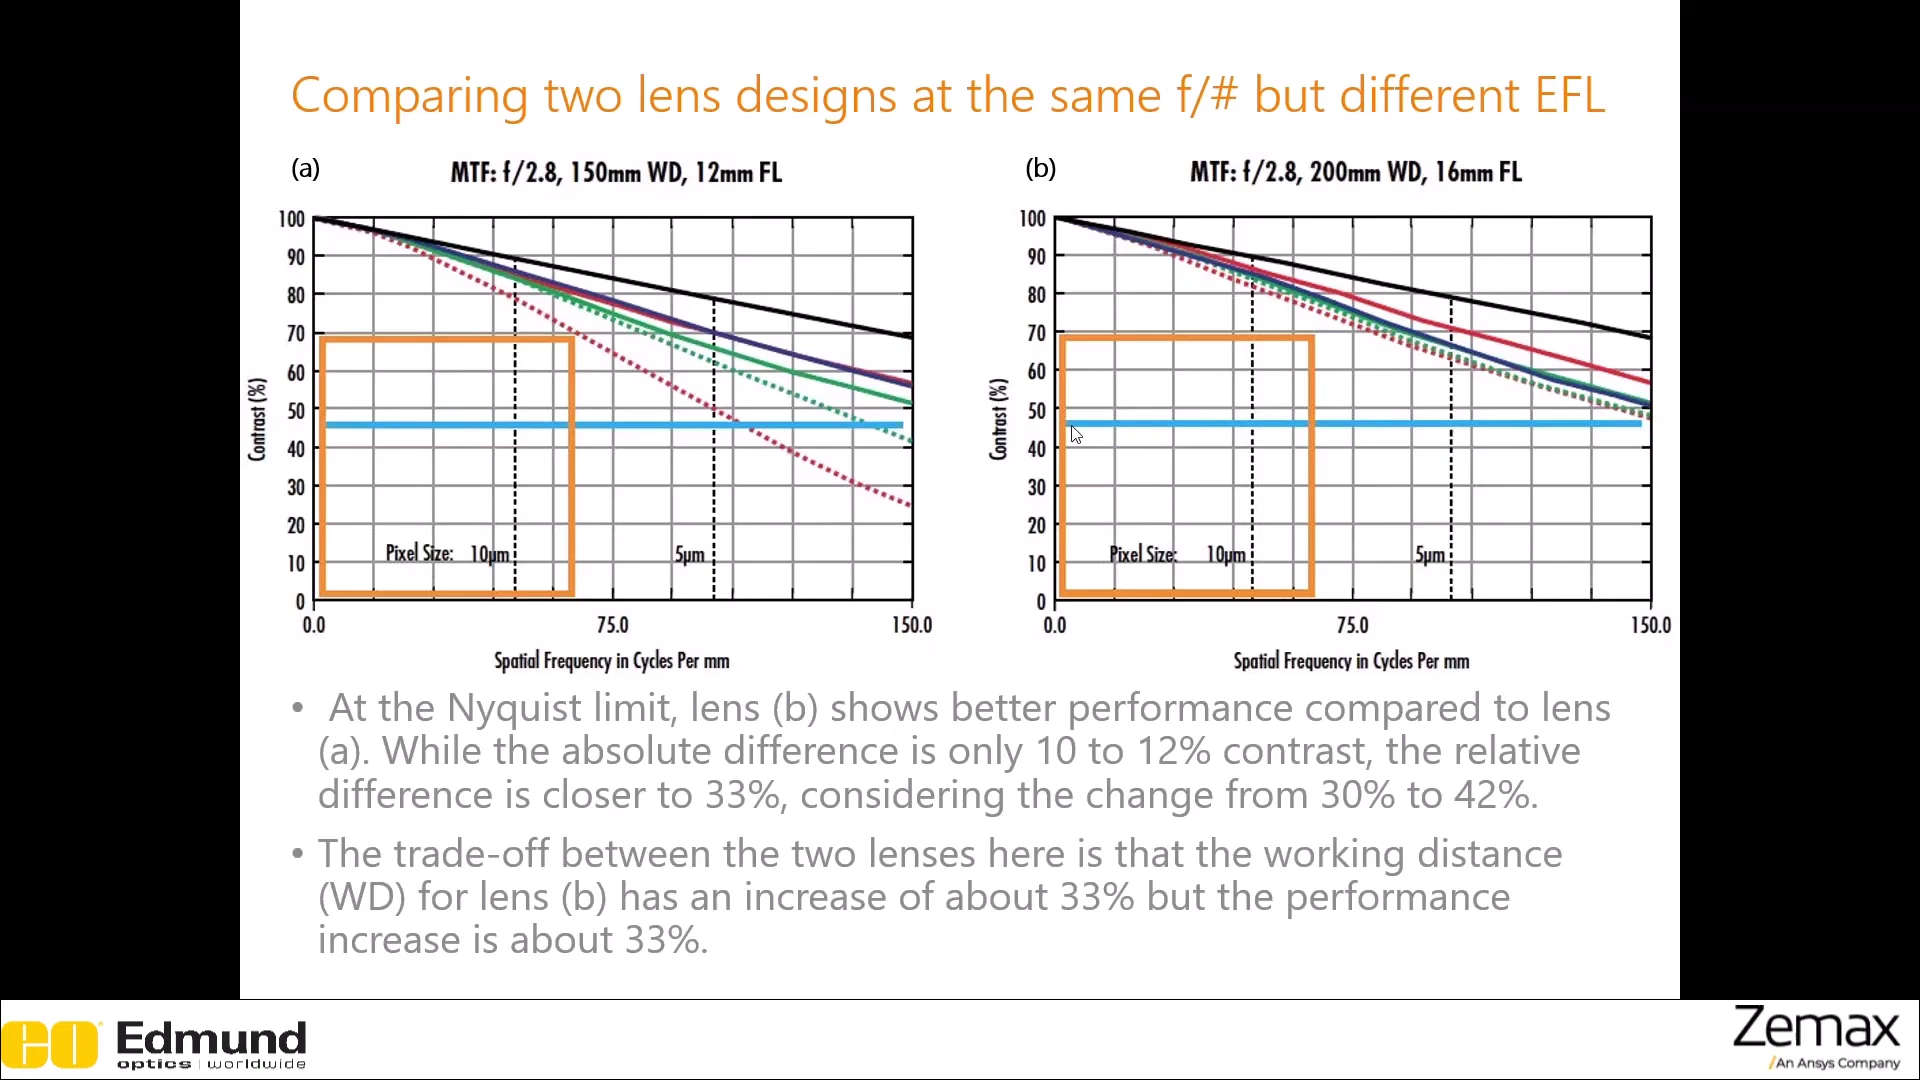 Comparing two lens designs at the same f/# but different EFL
(a)
MTF: f/2.8, 150mm WD, 12mm FL
100
90
80
70
60
50
40
30
20
10
0
Contrast (%)
Pixel Size: 10µm
5µm
0.0
75.0
150.0
Spatial Frequency in Cycles Per mm
(b)
MTF: f/2.8, 200mm WD, 16mm FL
100
90
80
70
60
50
40
30
20
10
0
Contrast (%)
Pixel Size: 10µm
5µm
0.0
75.0
150.0
Spatial Frequency in Cycles Per mm
• At the Nyquist limit, lens (b) shows better performance compared to lens
(a). While the absolute difference is only 10 to 12% contrast, the relative
difference is closer to 33%, considering the change from 30% to 42%.
• The trade-off between the two lenses here is that the working distance
(WD) for lens (b) has an increase of about 33% but the performance
increase is about 33%.
EO Edmund
optics | worldwide
Zemax
An Ansys Company